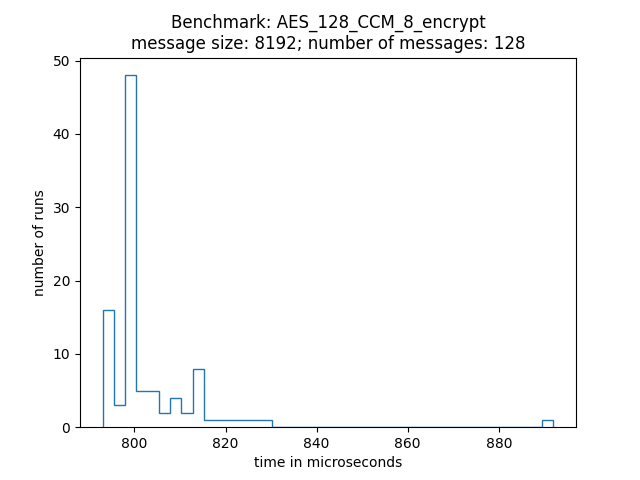 Benchmark: AES_128_CCM_8_encrypt
message size: 8192; number of messages: 128
50
40
30
20
10
0
number of runs
800 820 840 860 880
time in microseconds